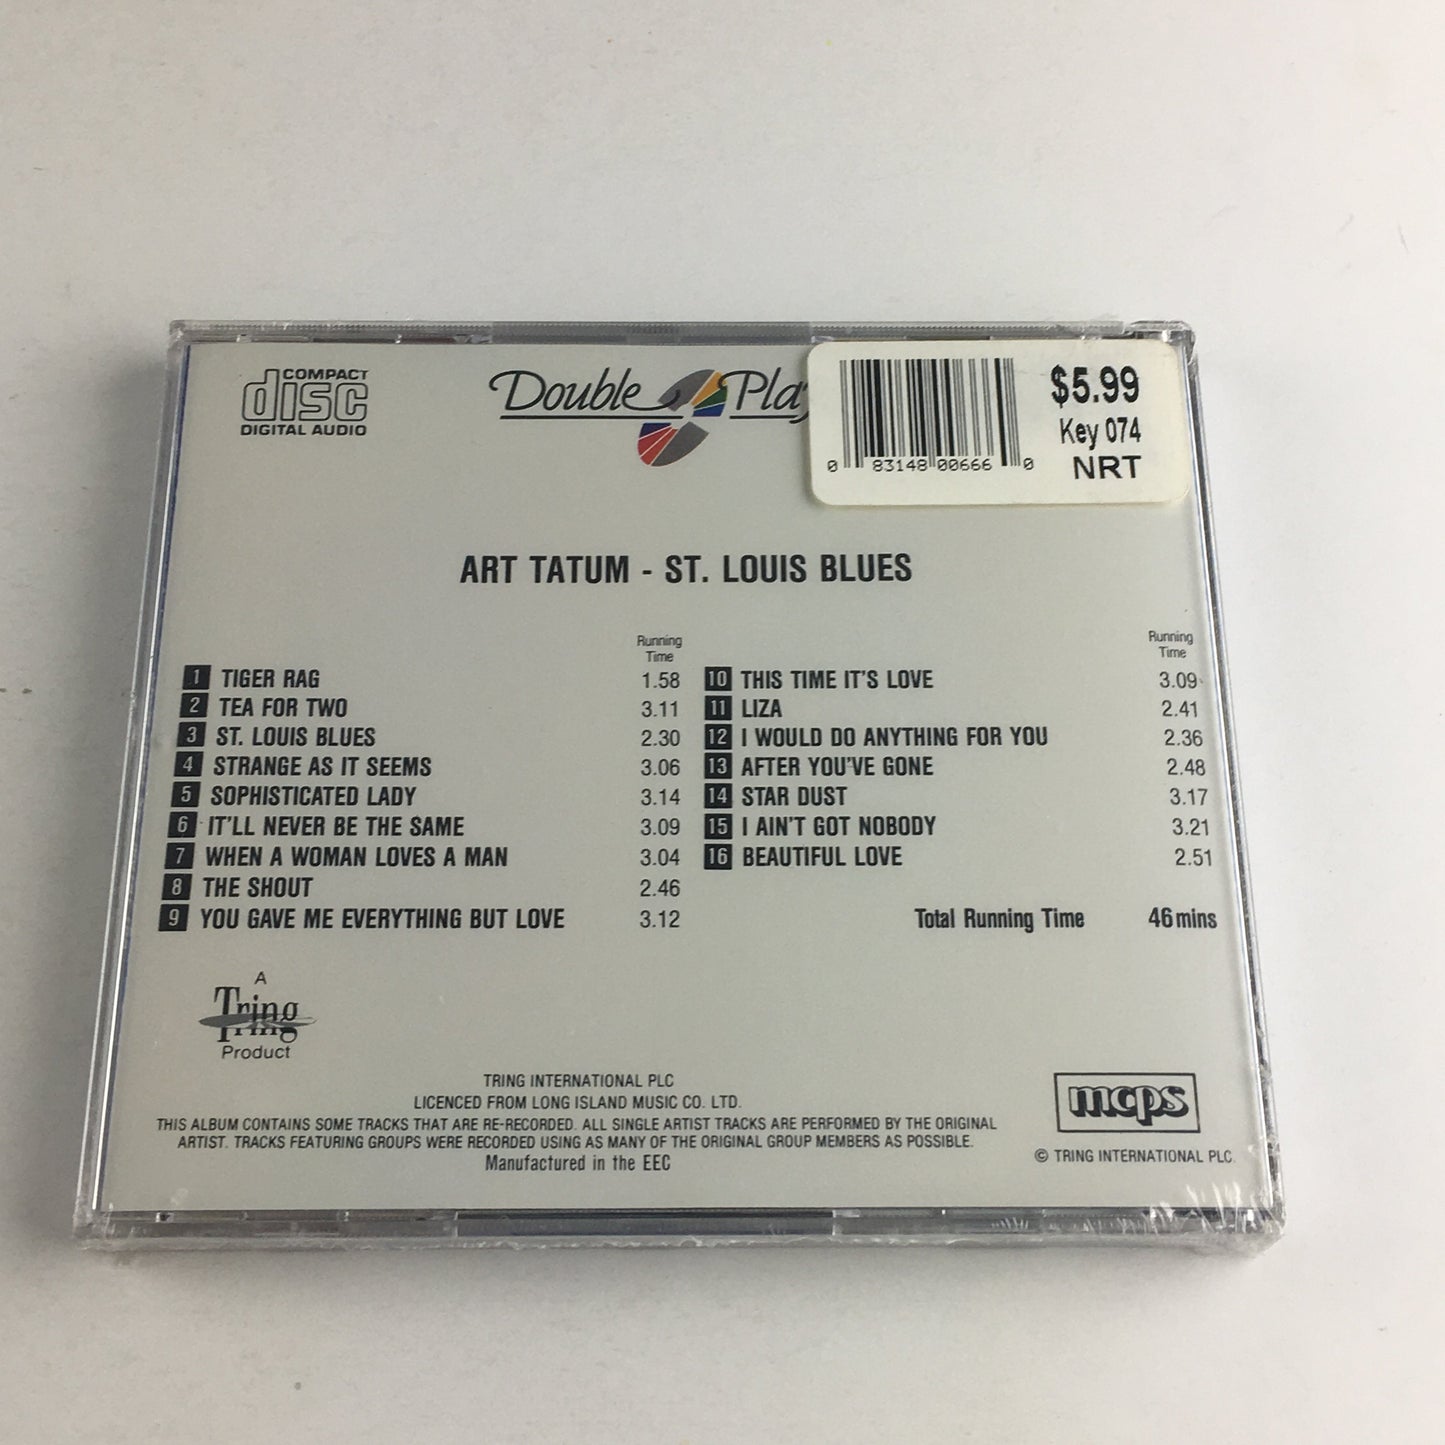 COMPACT
disc
DIGITAL AUDIO
Double Play
$5.99
Key 074
NRT
0 83148 00666 0
ART TATUM - ST. LOUIS BLUES
Running
Time
1 TIGER RAG 1.58
2 TEA FOR TWO 3.11
3 ST. LOUIS BLUES 2.30
4 STRANGE AS IT SEEMS 3.06
5 SOPHISTICATED LADY 3.14
6 IT'LL NEVER BE THE SAME 3.09
7 WHEN A WOMAN LOVES A MAN 3.04
8 THE SHOUT 2.46
9 YOU GAVE ME EVERYTHING BUT LOVE 3.12
Running
Time
10 THIS TIME IT'S LOVE 3.09
11 LIZA 2.41
12 I WOULD DO ANYTHING FOR YOU 2.36
13 AFTER YOU'VE GONE 2.48
14 STAR DUST 3.17
15 I AIN'T GOT NOBODY 3.21
16 BEAUTIFUL LOVE 2.51
Total Running Time 46 mins
A
Tring
Product
TRING INTERNATIONAL PLC
LICENCED FROM LONG ISLAND MUSIC CO. LTD.
THIS ALBUM CONTAINS SOME TRACKS THAT ARE RE-RECORDED. ALL SINGLE ARTIST TRACKS ARE PERFORMED BY THE ORIGINAL
ARTIST. TRACKS FEATURING GROUPS WERE RECORDED USING AS MANY OF THE ORIGINAL GROUP MEMBERS AS POSSIBLE.
Manufactured in the EEC
mcps
© TRING INTERNATIONAL PLC.